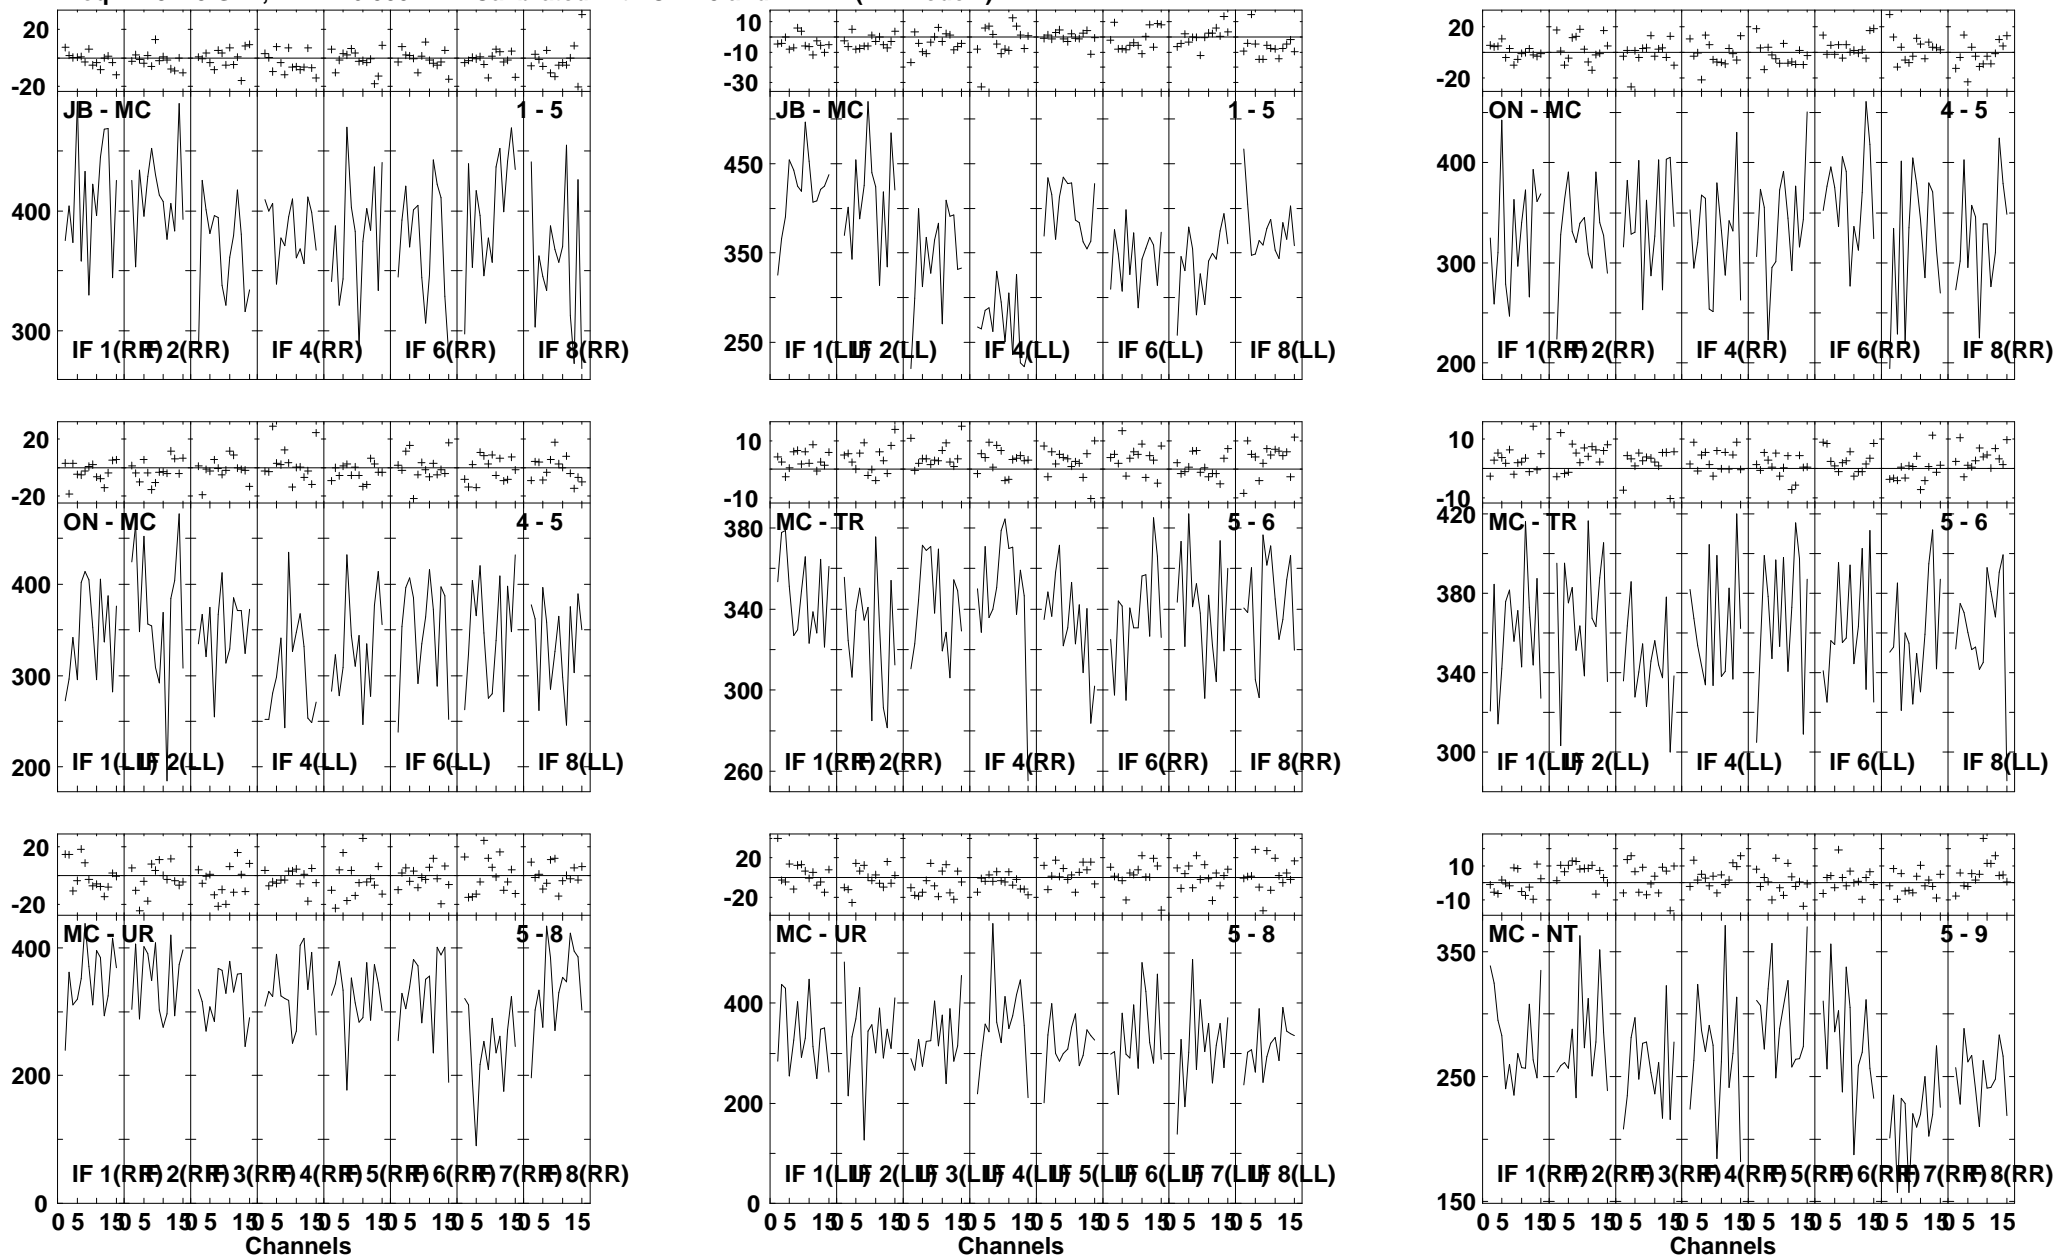 20 10 20
0 0
-10 0
-20 -30 -20
JB - MC 1 - 5 JB - MC 1 - 5 ON - MC 4 - 5
450 400
400
350 300
300
250 200
IF 1(RR) IF 2(RR) IF 4(RR) IF 6(RR) IF 8(RR) IF 1(LL) IF 2(LL) IF 4(LL) IF 6(LL) IF 8(LL) IF 1(RR) IF 2(RR) IF 4(RR) IF 6(RR) IF 8(RR)
20 10 10
0 0 0
-20 -10 -10
ON - MC 4 - 5 MC - TR 5 - 6 MC - TR 5 - 6
380 420
400
340 380
300 340
300
200 260 300
IF 1(LL) IF 2(LL) IF 4(LL) IF 6(LL) IF 8(LL) IF 1(RR) IF 2(RR) IF 4(RR) IF 6(RR) IF 8(RR) IF 1(LL) IF 2(LL) IF 4(LL) IF 6(LL) IF 8(LL)
20 20 10
0 0 0
-20 -20 -10
MC - UR 5 - 8 MC - UR 5 - 8 MC - NT 5 - 9
400 400 350
200 200 250
IF 1(RR) IF 2(RR) IF 3(RR) IF 4(RR) IF 5(RR) IF 6(RR) IF 7(RR) IF 8(RR) IF 1(LL) IF 2(LL) IF 3(LL) IF 4(LL) IF 5(LL) IF 6(LL) IF 7(LL) IF 8(LL) IF 1(RR) IF 2(RR) IF 3(RR) IF 4(RR) IF 5(RR) IF 6(RR) IF 7(RR) IF 8(RR)
0 0 150
0 5 15 0 5 15 0 5 15 0 5 15 0 5 15 0 5 15 0 5 15 0 5 15 0 5 15 0 5 15 0 5 15 0 5 15 0 5 15 0 5 15 0 5 15 0 5 15 0 5 15 0 5 15 0 5 15 0 5 15 0 5 15 0 5 15 0 5 15 0 5 15
Channels Channels Channels